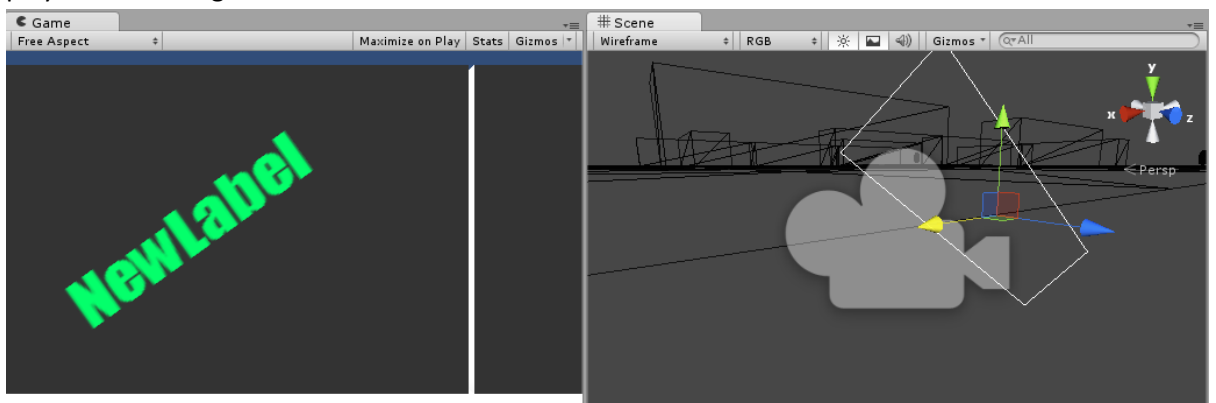 Game
Free Aspect Maximize on Play Stats Gizmos
NewLabel
Scene
Wireframe RGB Gizmos All
y
x z
Persp